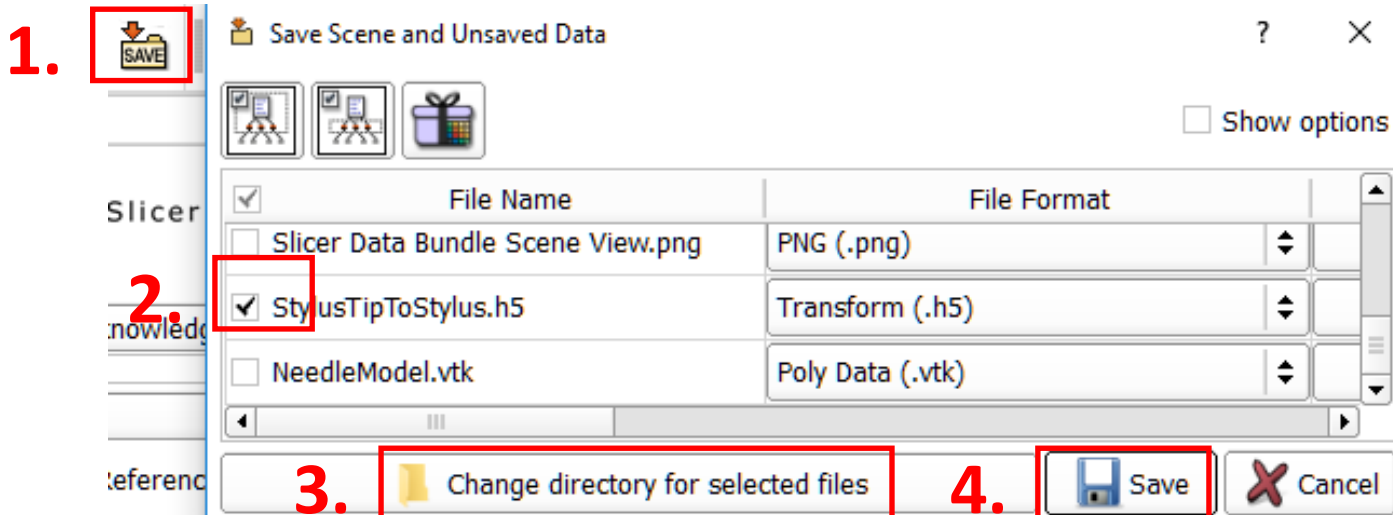 1.
SAVE
Save Scene and Unsaved Data
?
Show options
Slicer
File Name
File Format
Slicer Data Bundle Scene View.png
PNG (.png)
2.
StylusTipToStylus.h5
Transform (.h5)
nowledg
NeedleModel.vtk
Poly Data (.vtk)
eferenc
3.
Change directory for selected files
4.
Save
Cancel